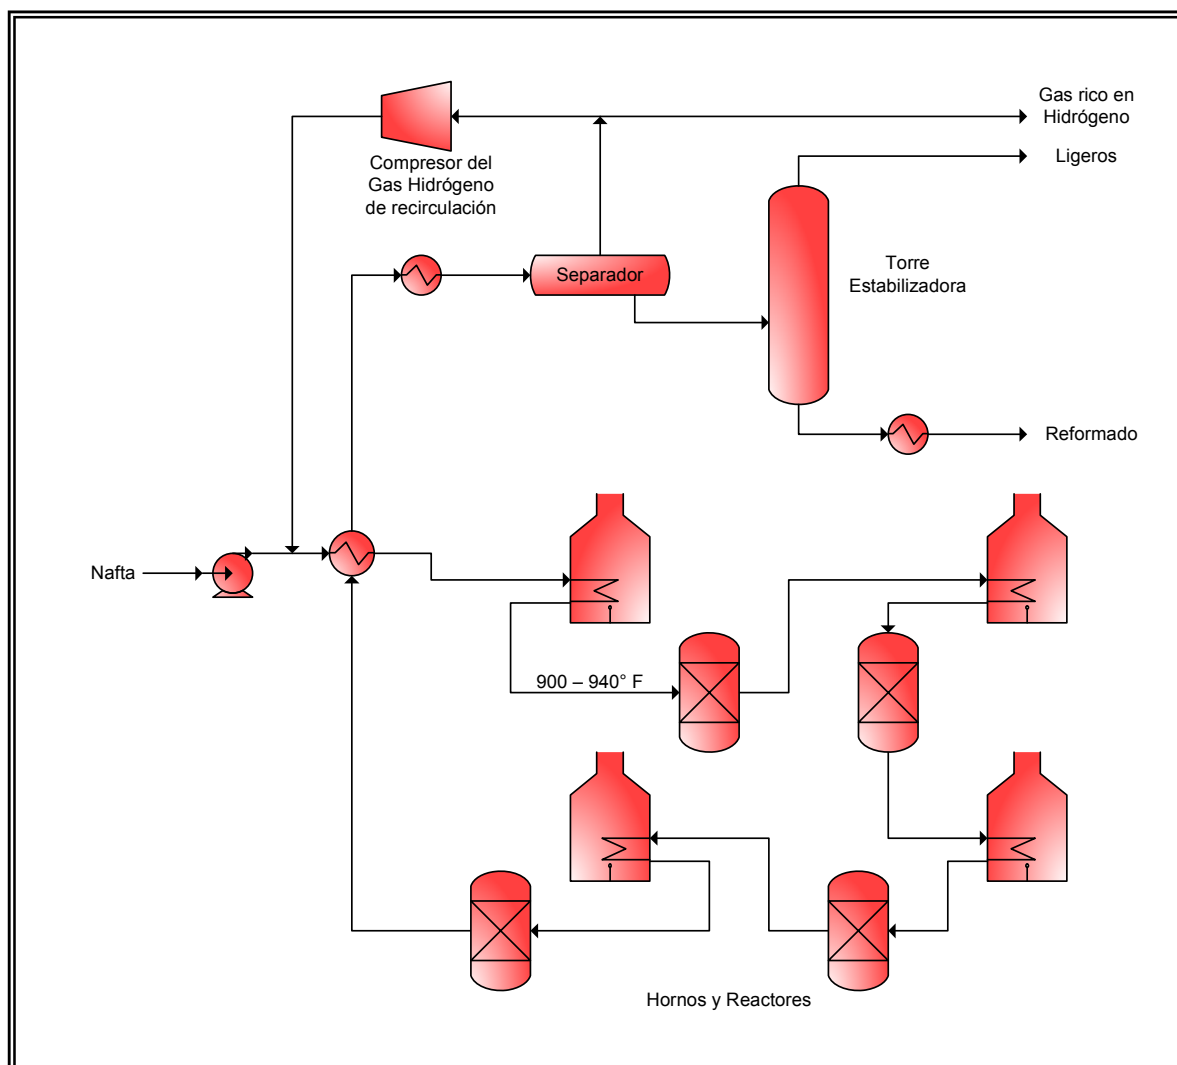 Gas rico en
Hidrógeno
Ligeros
Compresor del
Gas Hidrógeno
de recirculación
Separador
Torre
Estabilizadora
Reformado
Nafta
900 – 940° F
Hornos y Reactores